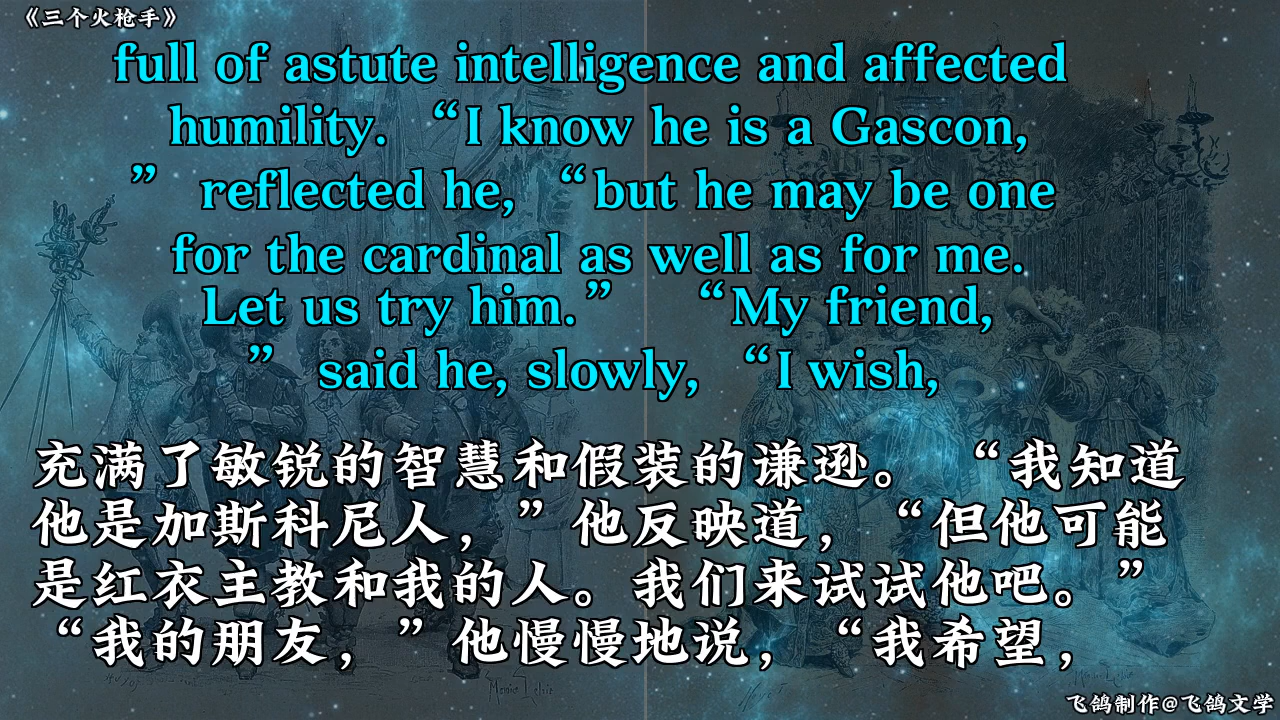 《三个火枪手》
full of astute intelligence and affected
humility. “I know he is a Gascon,
” reflected he, “but he may be one
for the cardinal as well as for me.
Let us try him.” “My friend,
” said he, slowly, “I wish,
充满了敏锐的智慧和假装的谦逊。“我知道
他是加斯科尼人，”他反映道，“但他可能
是红衣主教和我的人。我们来试试他吧。”
“我的朋友，”他慢慢地说，“我希望，
飞鸽制作@飞鸽文学